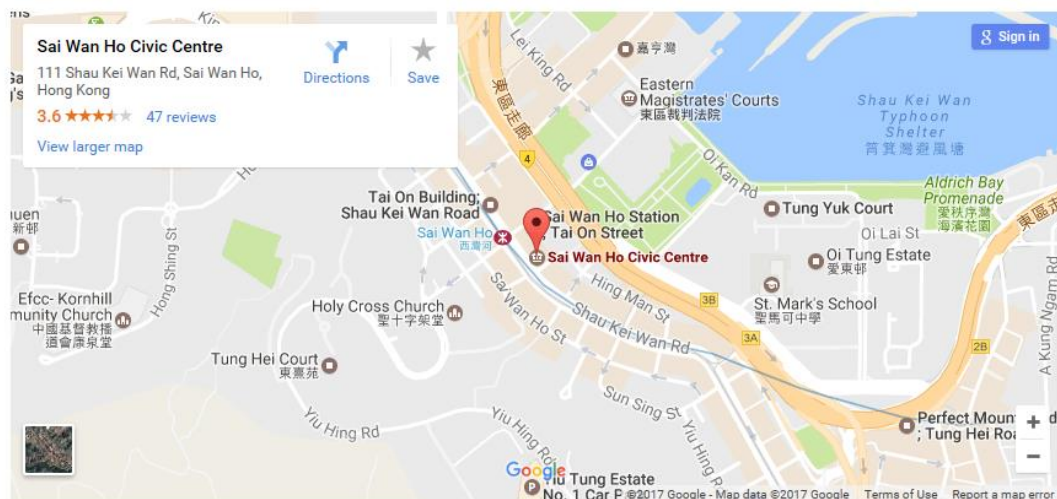 Sai Wan Ho Civic Centre
111 Shau Kei Wan Rd, Sai Wan Ho,
Hong Kong
3.6
47 reviews
View larger map
Directions
Save
Sign in
Lei King Rd
嘉亨灣
Eastern
Magistrates' Courts
東區裁判法院
東區走廊
4
Shau Kei Wan
Typhoon
Shelter
筲箕灣避風塘
Oi Kan Rd
Aldrich Bay
Promenade
愛秩序灣
海濱花園
東區走
Tai On Building;
Shau Kei Wan Road
Sai Wan Ho
西灣河
Sai Wan Ho Station
; Tai On Street
Sai Wan Ho Civic Centre
Tung Yuk Court
Oi Lai St
Oi Tung Estate
愛東邨
St. Mark's School
聖馬可中學
新邨
Hong Shing St
Efcc- Kornhill
中國基督教播
道會康泉堂
Holy Cross Church
聖十字架堂
Sai Wan Ho St
Hing Man St
Shau Kei Wan Rd
3B
3A
2B
A Kung Ngam Rd
Tung Hei Court
東熹苑
Yiu Hing Rd
Sun Sing St
Yiu Hing Rd
Perfect Mount
; Tung Hei Roa
Google
Yiu Tung Estate
No. 1 Car P
©2017 Google - Map data ©2017 Google
Terms of Use
Report a map error